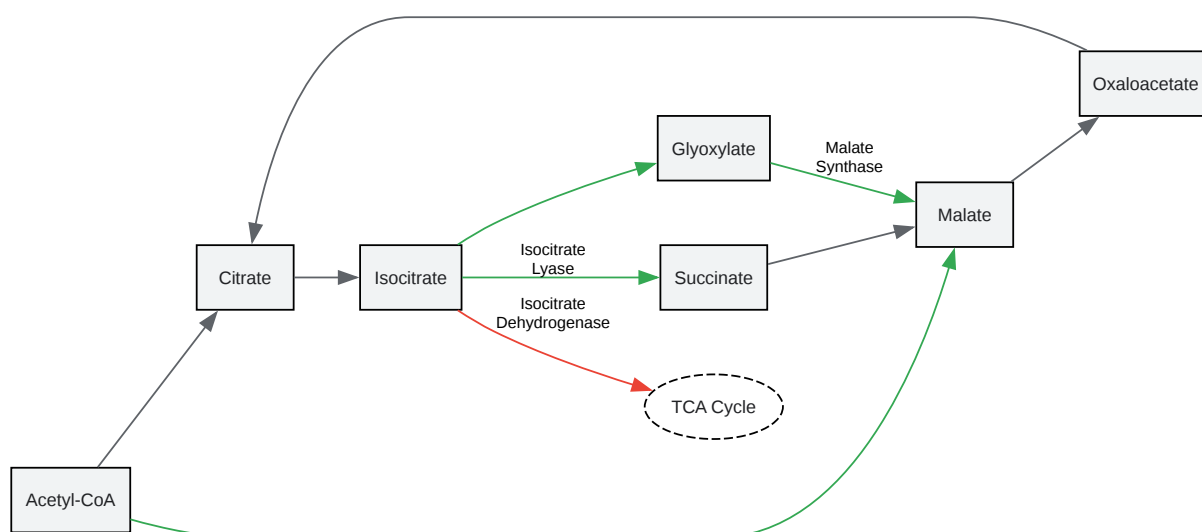 Oxaloacetate
Glyoxylate
Malate
Synthase
Malate
Citrate
Isocitrate
Isocitrate
Lyase
Succinate
Isocitrate
Dehydrogenase
TCA Cycle
Acetyl-CoA